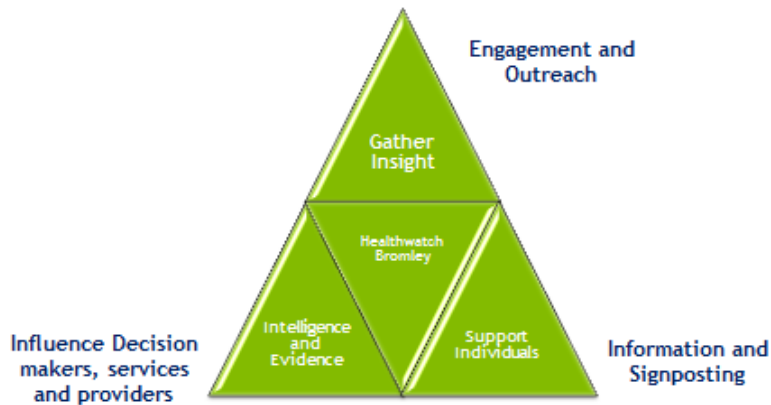 Engagement and
Outreach
Gather
Insight
Healthwatch
Bromley
Intelligence
and
Evidence
Support
Individuals
Influence Decision
makers, services
and providers
Information and
Signposting